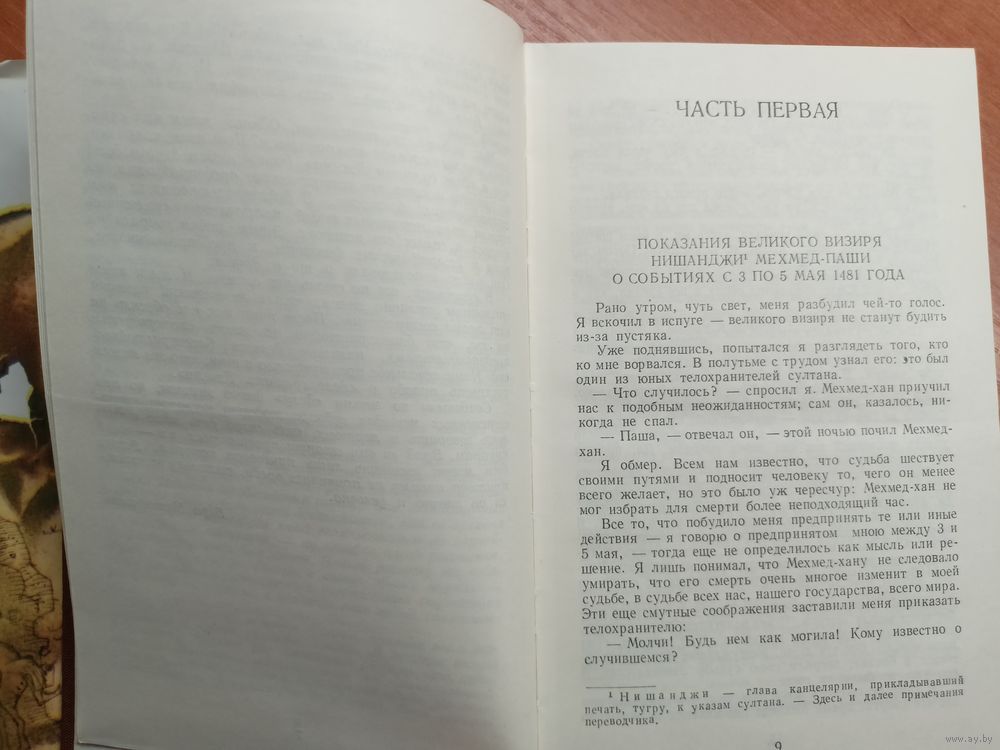 ЧАСТЬ ПЕРВАЯ
ПОКАЗАНИЯ ВЕЛИКОГО ВИЗИРЯ
НИШАНДЖИ¹ МЕХМЕД-ПАШИ
О СОБЫТИЯХ С 3 ПО 5 МАЯ 1481 ГОДА
Рано утром, чуть свет, меня разбудил чей-то голос.
Я вскочил в испуге — великого визиря не станут будить
из-за пустяка.
Уже поднявшись, попытался я разглядеть того, кто
ко мне ворвался. В полутьме с трудом узнал его: это был
один из юных телохранителей султана.
— Что случилось? — спросил я. Мехмед-хан приучил
нас к подобным неожиданностям; сам он, казалось, ни-
когда не спал.
— Паша, — отвечал он, — этой ночью почил Мехмед-
хан.
Я обмер. Всем нам известно, что судьба шествует
своими путями и подносит человеку то, чего он менее
всего желает, но это было уж чересчур: Мехмед-хан не
мог избрать для смерти более неподходящий час.
Все то, что побудило меня предпринять те или иные
действия — я говорю о предпринятом мною между 3 и
5 мая, — тогда еще не определилось как мысль или ре-
шение. Я лишь понимал, что Мехмед-хану не следовало
умирать, что его смерть очень многое изменит в моей
судьбе, в судьбе всех нас, нашего государства, всего мира.
Эти еще смутные соображения заставили меня приказать
телохранителю:
— Молчи! Будь нем как могила! Кому известно о
случившемся?
¹ Нишанджи — глава канцелярии, прикладывавший
печать, тугру, к указам султана. — Здесь и далее примечания
переводчика.
9
www.ay.by